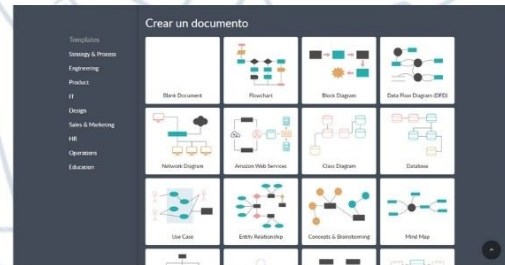 Crear un documento
Templates
Strategy & Process
Engineering
Product
IT
Design
Sales & Marketing
HR
Operations
Education
Blank Document
Flowchart
Block Diagram
Data Flow Diagram (DFD)
Network Diagram
Amazon Web Services
Class Diagram
Database
Use Case
Entity Relationship
Concepts & Brainstorming
Mind Map